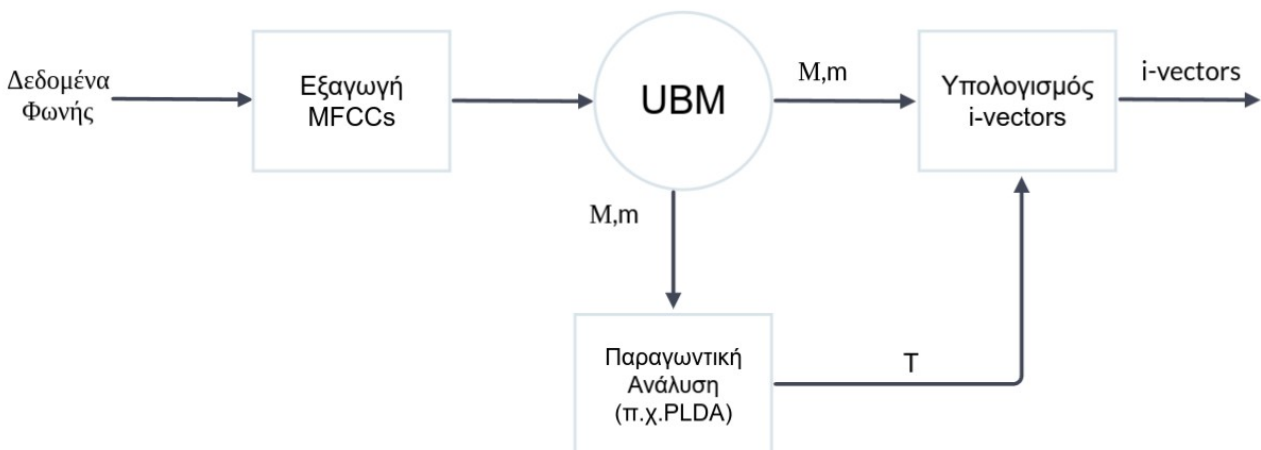 Δεδομένα
Φωνής
Εξαγωγή
MFCCs
UBM
M,m
Υπολογισμός
i-vectors
i-vectors
M,m
Παραγωντική
Ανάλυση
(π.χ.PLDA)
T